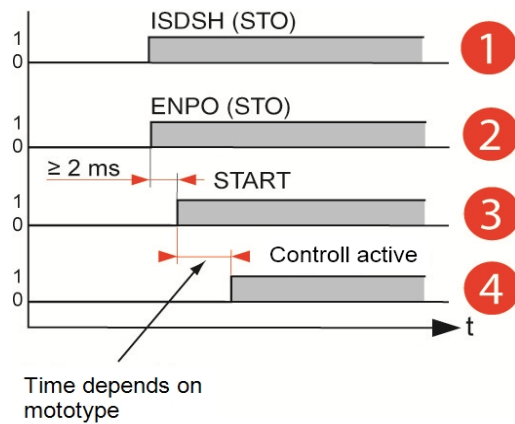 ISDSH (STO)
1
0
1
ENPO (STO)
1
0
2
≥ 2 ms
START
1
0
3
Controll active
1
0
4
t
Time depends on
mototype